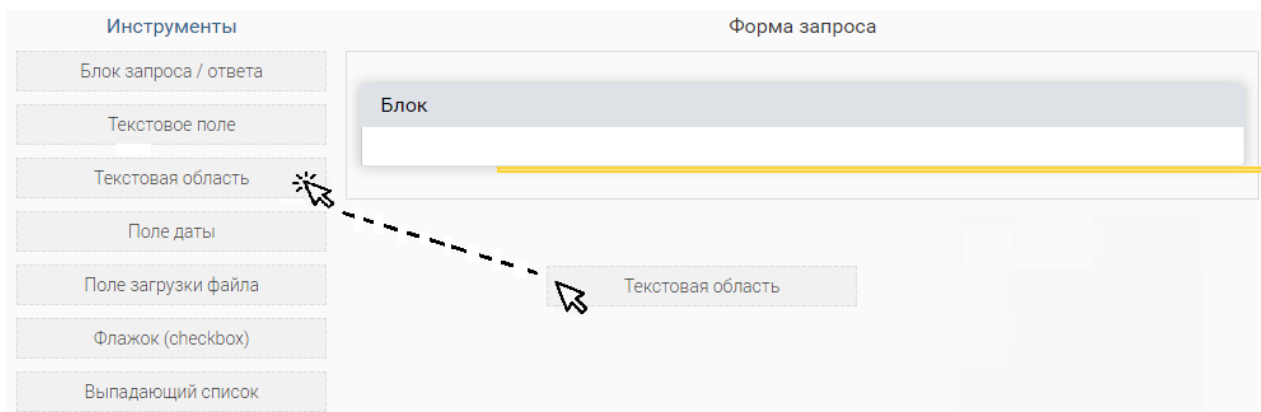 Инструменты
Форма запроса
Блок запроса / ответа
Блок
Текстовое поле
Текстовая область
Поле даты
Поле загрузки файла
Текстовая область
Флажок (checkbox)
Выпадающий список